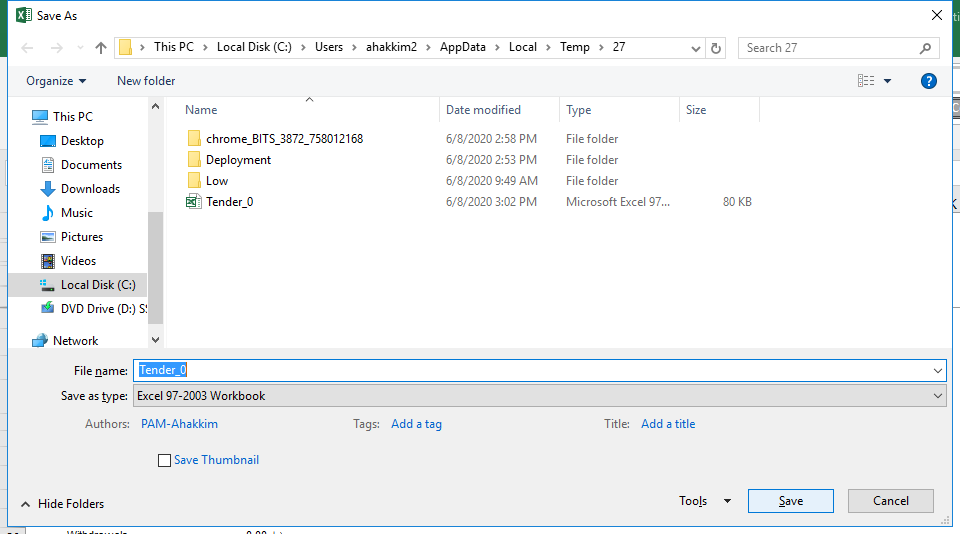 Save As
This PC > Local Disk (C:) > Users > ahakkim2 > AppData > Local > Temp > 27
Search 27
Organize
New folder
Name Date modified Type Size
This PC
Desktop
Documents
Downloads
Music
Pictures
Videos
Local Disk (C:)
DVD Drive (D:) S
Network
chrome_BITS_3872_758012168 6/8/2020 2:58 PM File folder
Deployment 6/8/2020 2:53 PM File folder
Low 6/8/2020 9:49 AM File folder
Tender_0 6/8/2020 3:02 PM Microsoft Excel 97... 80 KB
File name: Tender_0
Save as type: Excel 97-2003 Workbook
Authors: PAM-Ahakkim Tags: Add a tag Title: Add a title
Save Thumbnail
Hide Folders Tools Save Cancel